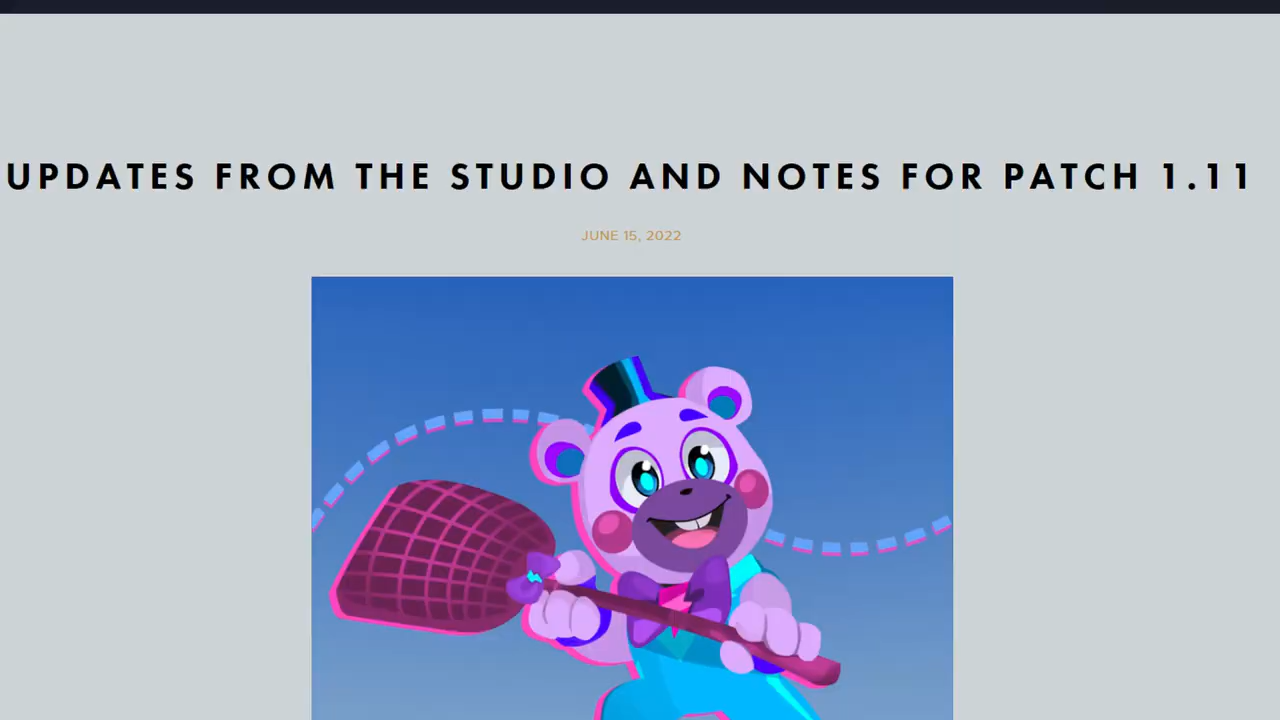 UPDATES FROM THE STUDIO AND NOTES FOR PATCH 1.11
JUNE 15, 2022